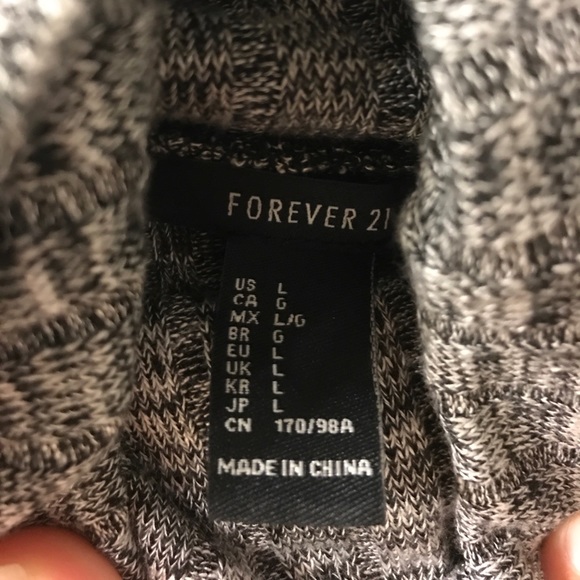 FOREVER 21
US L
CA G
MX L/G
BR G
EU L
UK L
KR L
JP L
CN 170/98A
MADE IN CHINA